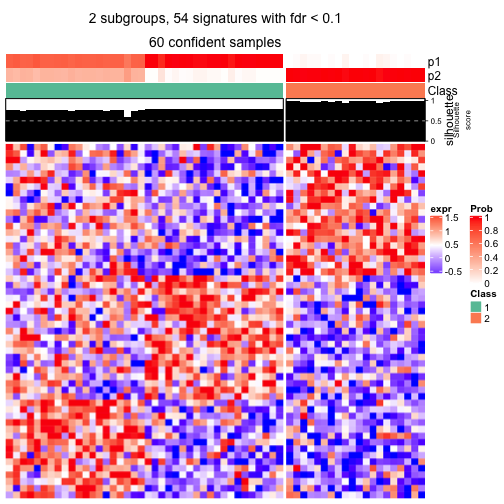 2 subgroups, 54 signatures with fdr < 0.1
60 confident samples
p1
p2
Class
silhouette
Silhouette
score
1
0.5
0
expr
1.5
1
0.5
0
-0.5
Prob
1
0.8
0.6
0.4
0.2
0
Class
1
2